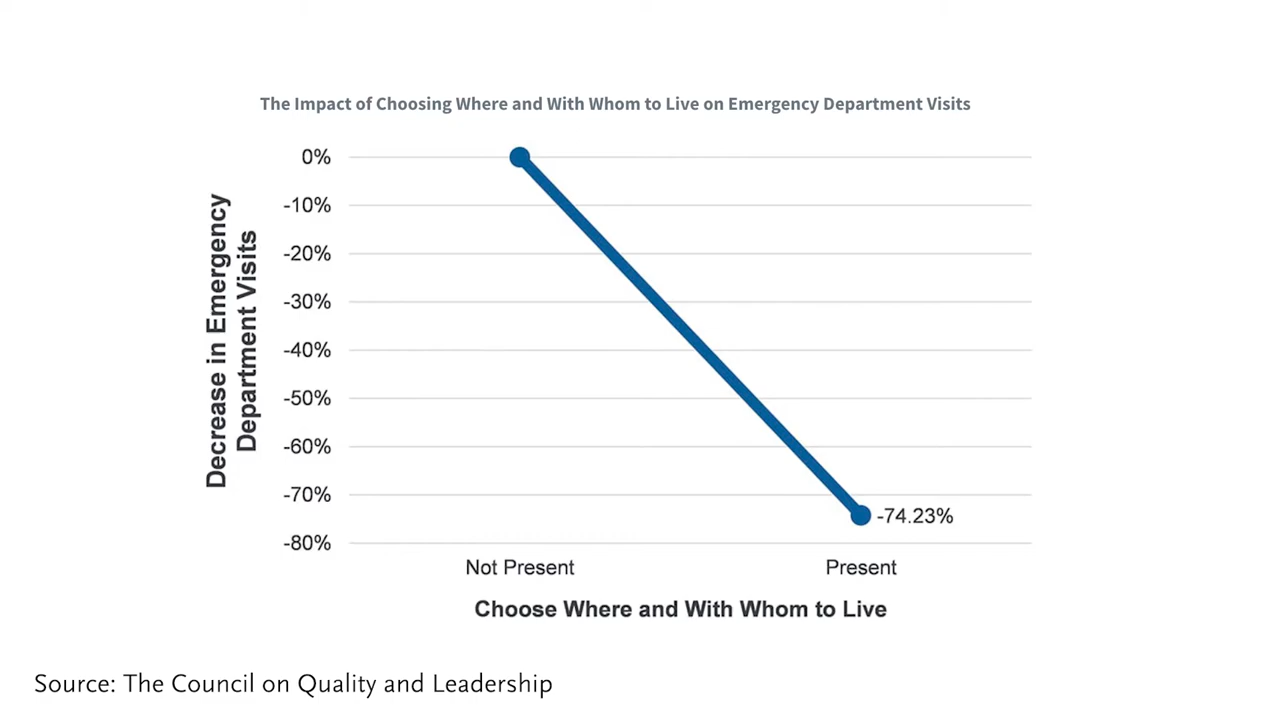 The Impact of Choosing Where and With Whom to Live on Emergency Department Visits
Decrease in Emergency
Department Visits
0%
-10%
-20%
-30%
-40%
-50%
-60%
-70%
-80%
-74.23%
Not Present
Present
Choose Where and With Whom to Live
Source: The Council on Quality and Leadership